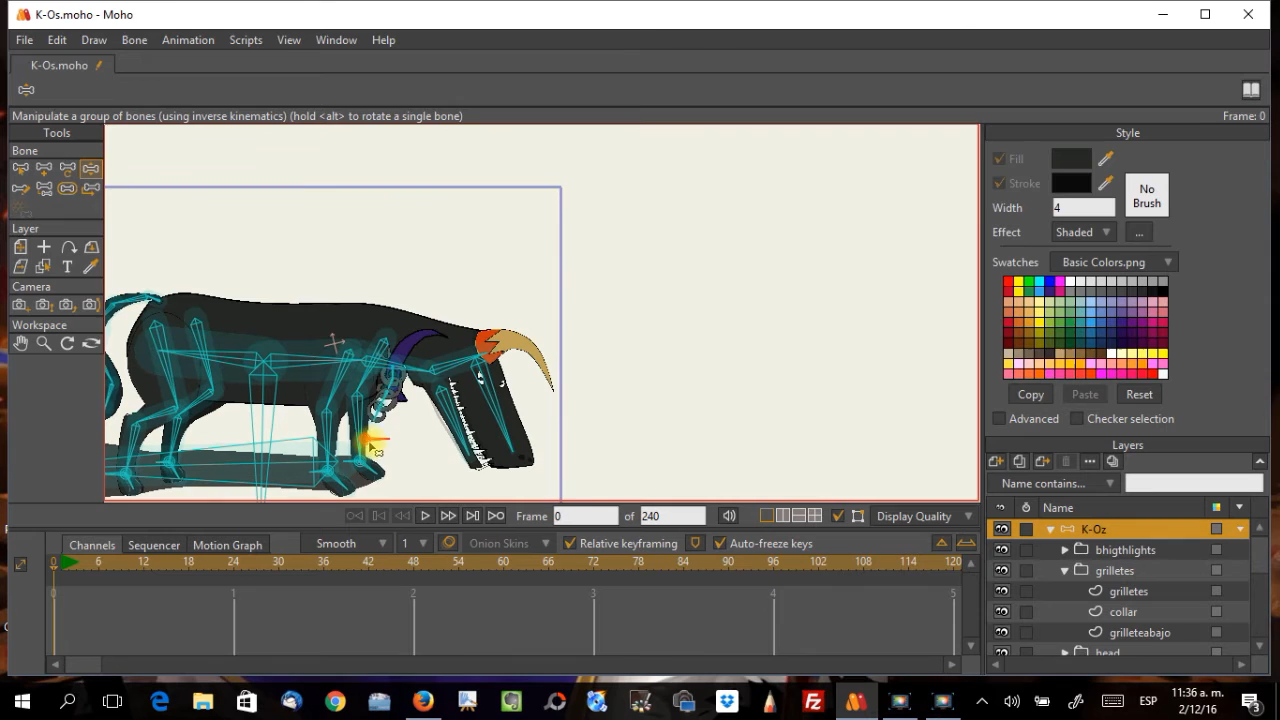 K-Os.moho - Moho
File Edit Draw Bone Animation Scripts View Window Help
K-Os.moho
Manipulate a group of bones (using inverse kinematics) (hold <alt> to rotate a single bone)
Frame: 0
Tools
Bone
Layer
Camera
Workspace
Style
Fill
Stroke
No Brush
Width 4
Effect Shaded ...
Swatches Basic Colors.png
Copy Paste Reset
Advanced Checker selection
Layers
Name contains...
Name
K-Oz
bhigthlights
grilletes
grilletes
collar
grilleteabajo
head
Frame 0 of 240 Display Quality
Channels Sequencer Motion Graph Smooth 1 Onion Skins Relative keyframing Auto-freeze keys
0 6 12 18 24 30 36 42 48 54 60 66 72 78 84 90 96 102 108 114 120
0 1 2 3 4 5
ESP
11:36 a. m.
2/12/16
3